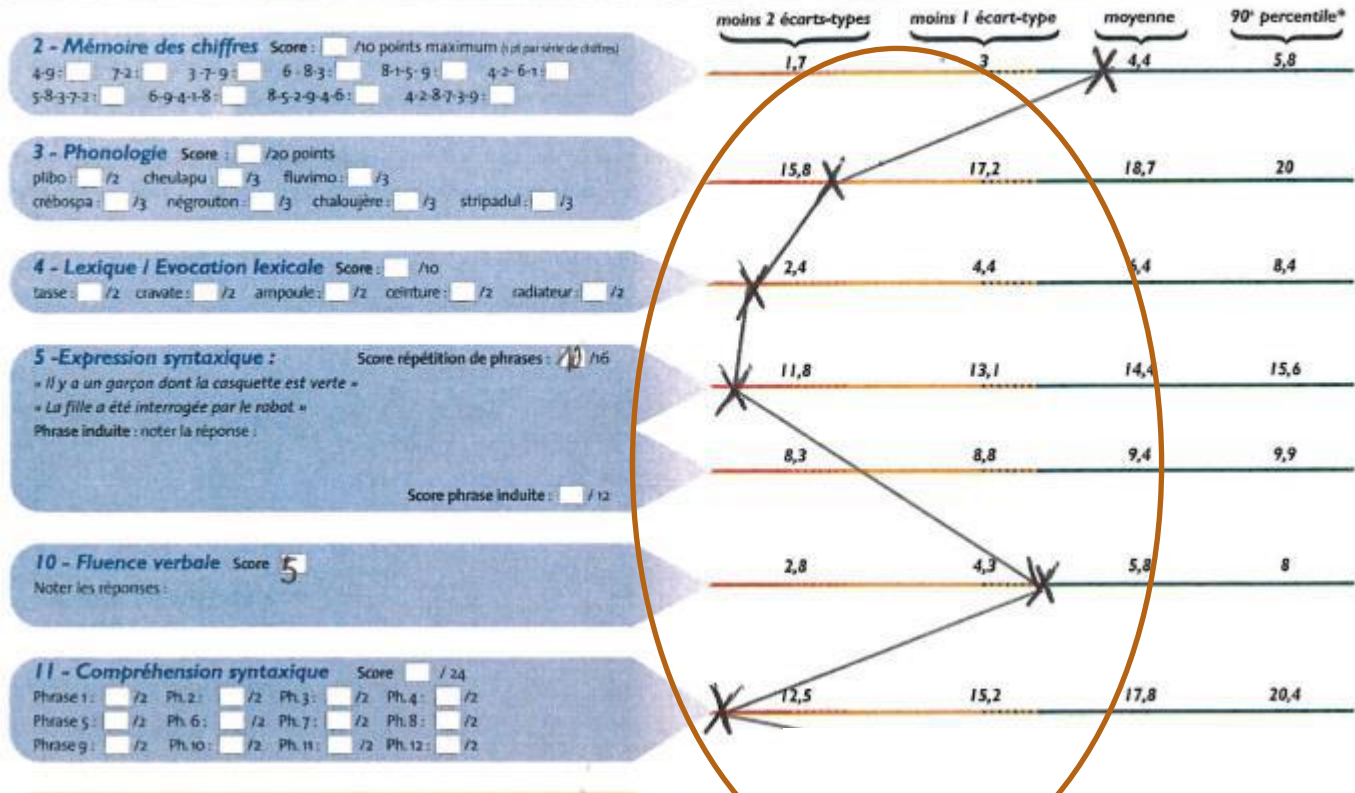 moins 2 écarts-types moins 1 écart-type moyenne 90e percentile*
2 - Mémoire des chiffres Score : /10 points maximum (1 pt par série de chiffres)
1,7 3 4,4 5,8
4-9 : 7-2 : 3-7-9 : 6-8-3 : 8-1-5-9 : 4-2-6-1 :
5-8-3-7-2 : 6-9-4-1-8 : 8-5-2-9-4-6 : 4-2-8-7-3-9 :
3 - Phonologie Score : /20 points
15,8 17,2 18,7 20
plibo : /2 cheulapu : /3 fluvimo : /3
crébospa : /3 négrouton : /3 chaloujère : /3 stripadul : /3
4 - Lexique / Evocation lexicale Score : /10
2,4 4,4 6,4 8,4
tasse : /2 cravate : /2 ampoule : /2 ceinture : /2 radiateur : /2
5 -Expression syntaxique : Score répétition de phrases : /16
11,8 13,1 14,4 15,6
« Il y a un garçon dont la casquette est verte »
« La fille a été interrogée par le robot »
Phrase induite : noter la réponse :
8,3 8,8 9,4 9,9
Score phrase induite : / 12
10 - Fluence verbale Score 5
2,8 4,3 5,8 8
Noter les réponses :
11 - Compréhension syntaxique Score / 24
12,5 15,2 17,8 20,4
Phrase 1 : /2 Ph. 2 : /2 Ph. 3 : /2 Ph. 4 : /2
Phrase 5 : /2 Ph. 6 : /2 Ph. 7 : /2 Ph. 8 : /2
Phrase 9 : /2 Ph. 10 : /2 Ph. 11 : /2 Ph. 12 : /2